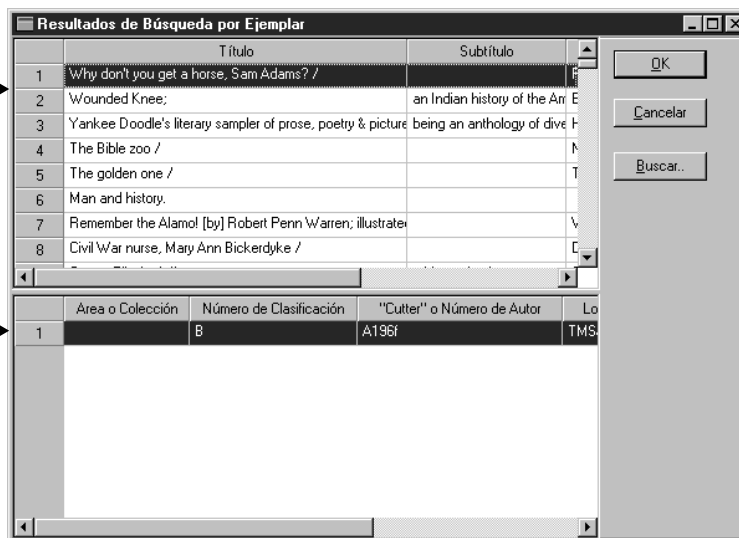 Resultados de Búsqueda por Ejemplar
Título Subtítulo
1 Why don't you get a horse, Sam Adams? /
2 Wounded Knee; an Indian history of the Am
3 Yankee Doodle's literary sampler of prose, poetry & picture being an anthology of dive
4 The Bible zoo /
5 The golden one /
6 Man and history.
7 Remember the Alamo! [by] Robert Penn Warren; illustrated
8 Civil War nurse, Mary Ann Bickerdyke /
OK
Cancelar
Buscar..
Area o Colección Número de Clasificación "Cutter" o Número de Autor Lo
1 B A196f TMS